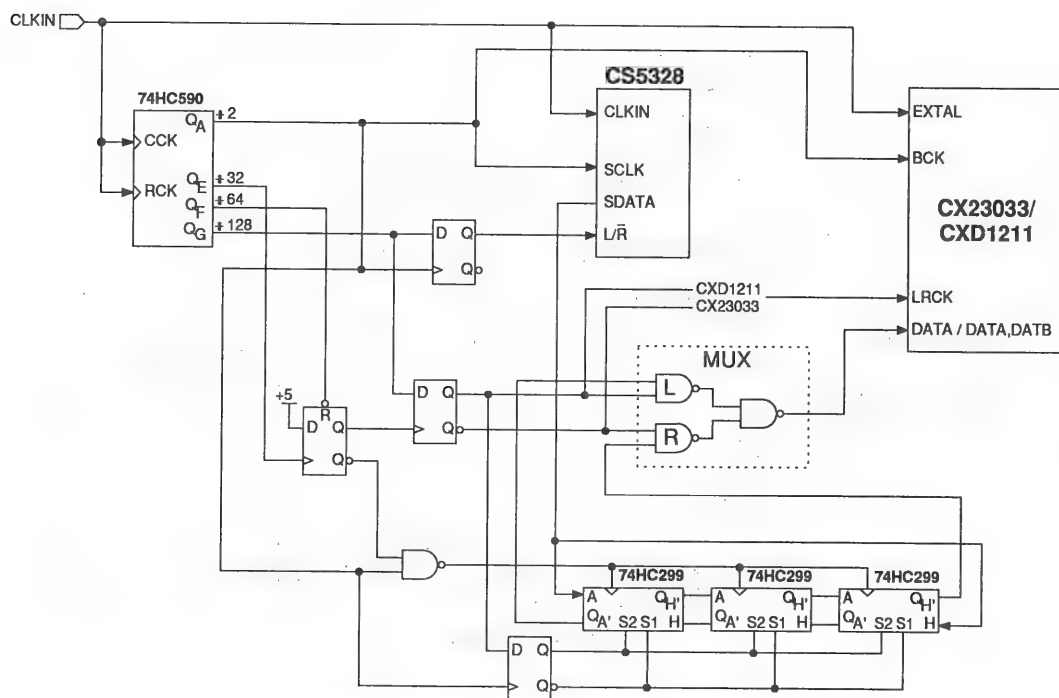 CLKIN
74HC590
QA ÷2
CCK
QE ÷32
RCK
QF ÷64
QG ÷128
CS5328
CLKIN
SCLK
SDATA
L/R̅
EXTAL
BCK
CX23033/
CXD1211
LRCK
DATA / DATA,DATB
D Q
Q
CXD1211
CX23033
MUX
L
R
+5
R
D Q
Q
D Q
Q
74HC299 74HC299 74HC299
A QH' A QH' A QH'
QA' S2 S1 H QA' S2 S1 H QA' S2 S1 H
D Q
Q